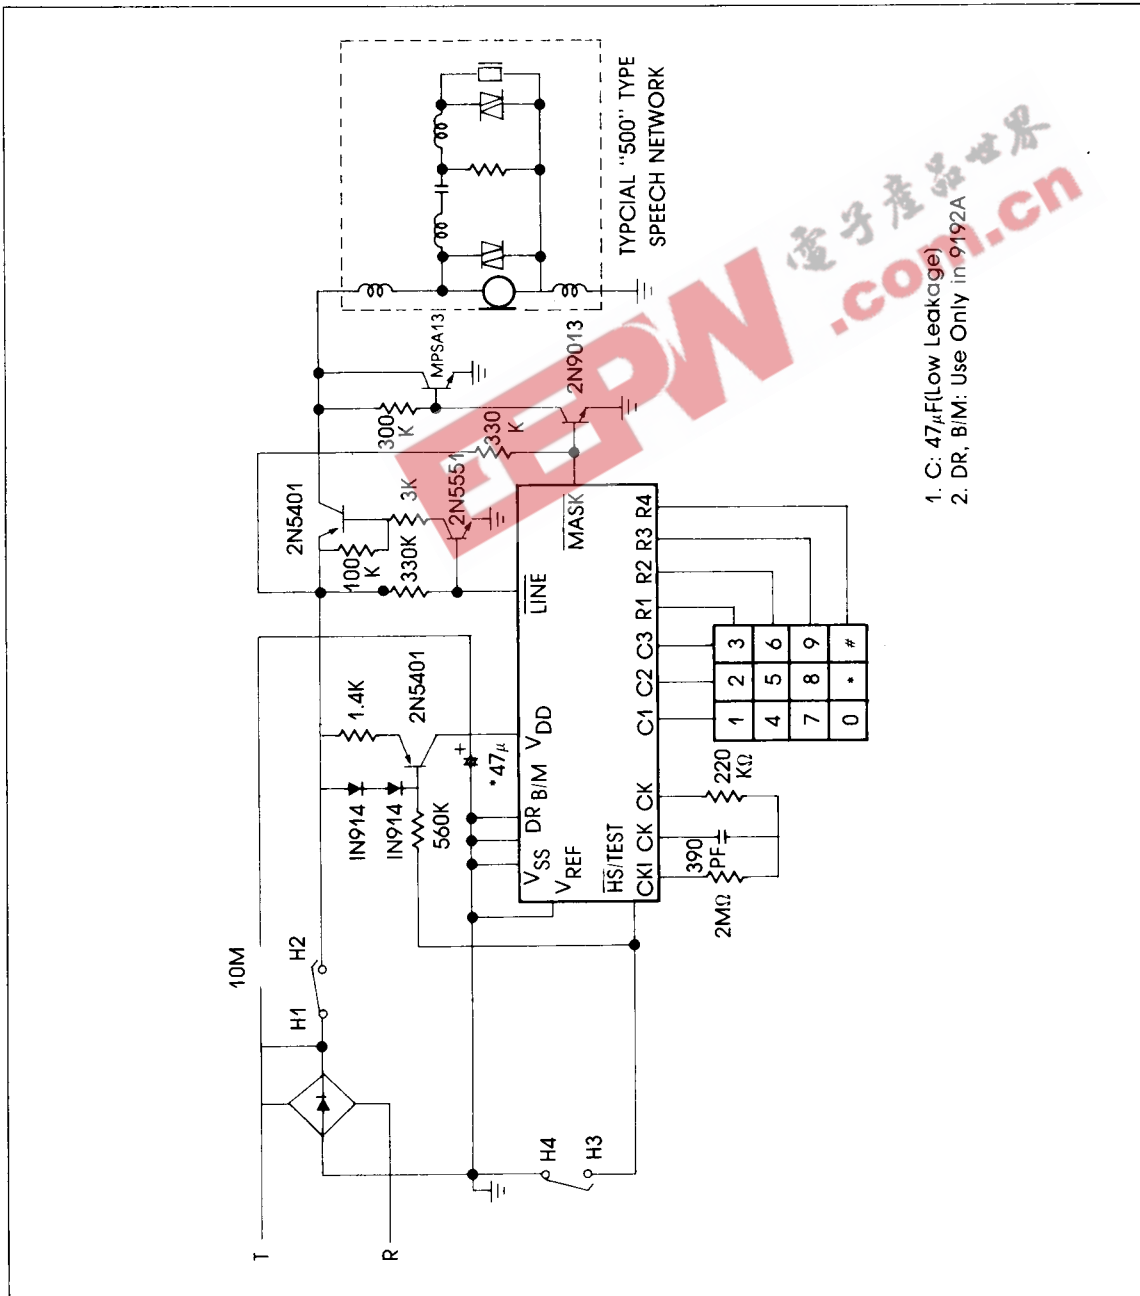 TYPCIAL "500" TYPE
SPEECH NETWORK
MPSA13
300
K
2N9013
330
K
2N5401
3K
2N5551
100
K
330K
MASK
LINE
1.4K
2N5401
+
*47μ
IN914
IN914
560K
10M
H1
H2
T
R
H4
H3
VSS
DR
B/M
VDD
VREF
HS/TEST
CKI
CK
CK
C1
C2
C3
R1
R2
R3
R4
2MΩ
390
PF
220
KΩ
1 2 3
4 5 6
7 8 9
0 * #
1. C: 47μF(Low Leakage)
2. DR, B/M: Use Only in 9192A
EEPW
.com.cn
電子產品世界